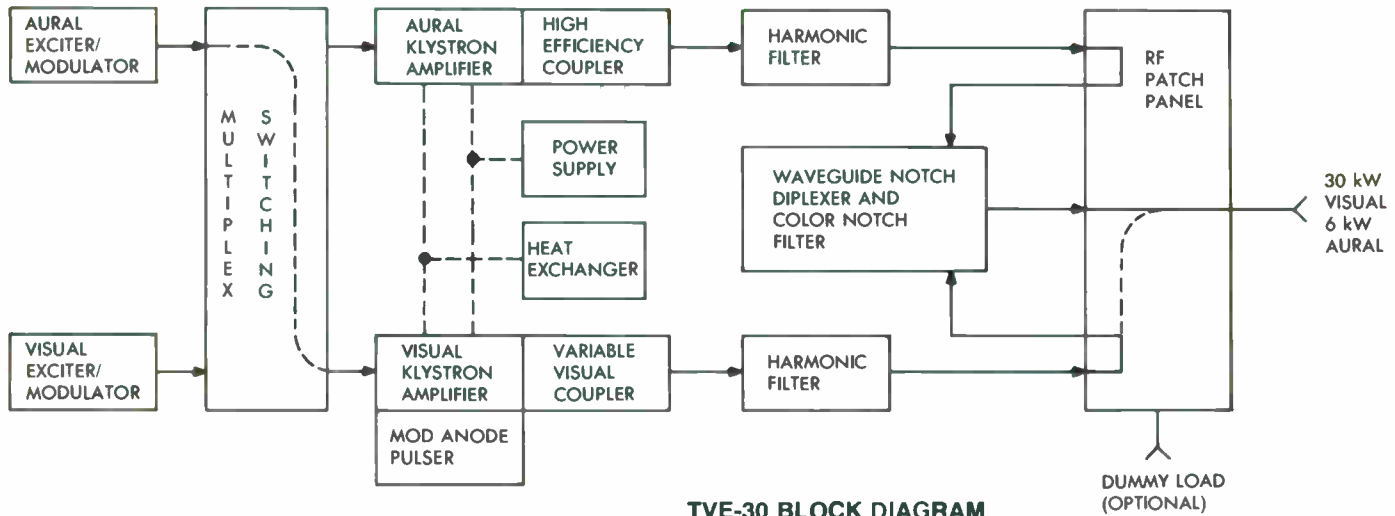 AURAL
EXCITER/
MODULATOR
MULTIPLEX
SWITCHING
AURAL
KLYSTRON
AMPLIFIER
HIGH
EFFICIENCY
COUPLER
HARMONIC
FILTER
RF
PATCH
PANEL
POWER
SUPPLY
HEAT
EXCHANGER
WAVEGUIDE NOTCH
DIPLEXER AND
COLOR NOTCH
FILTER
30 kW
VISUAL
6 kW
AURAL
VISUAL
EXCITER/
MODULATOR
VISUAL
KLYSTRON
AMPLIFIER
VARIABLE
VISUAL
COUPLER
HARMONIC
FILTER
MOD ANODE
PULSER
DUMMY LOAD
(OPTIONAL)
TVE-30 BLOCK DIAGRAM